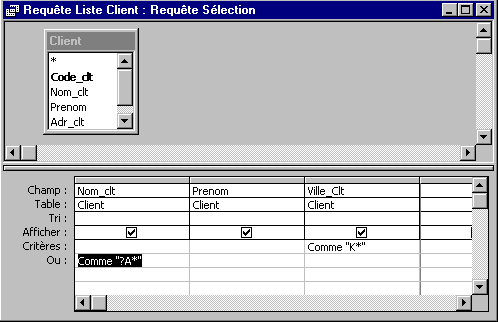 Requête Liste Client : Requête Sélection
Client
*
Code_clt
Nom_clt
Prenom
Adr_clt
Champ : Nom_clt Prenom Ville_Clt
Table : Client Client Client
Tri :
Afficher :
Critères : Comme "K*"
Ou : Comme "?A*"